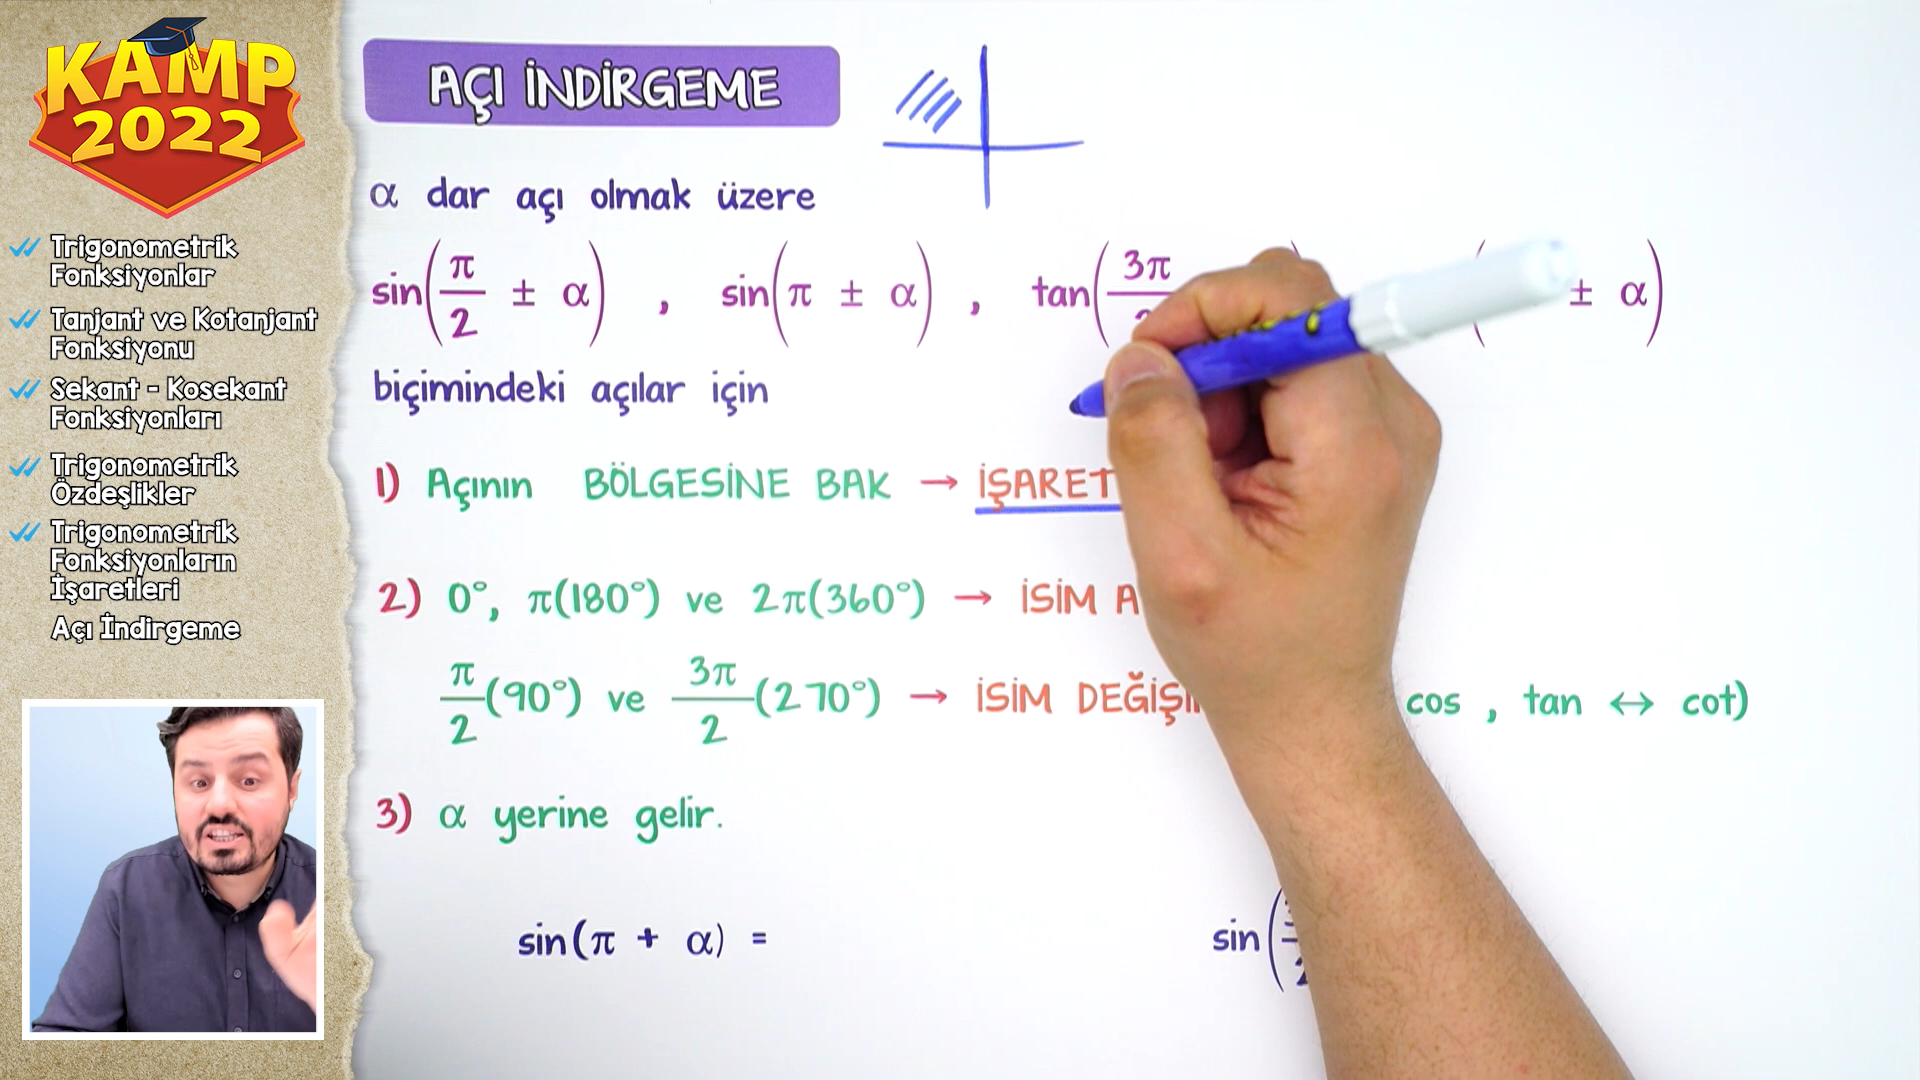 KAMP
2022
Trigonometrik
Fonksiyonlar
Tanjant ve Kotanjant
Fonksiyonu
Sekant - Kosekant
Fonksiyonları
Trigonometrik
Özdeşlikler
Trigonometrik
Fonksiyonların
İşaretleri
Açı İndirgeme
AÇI İNDİRGEME
α dar açı olmak üzere
sin(π/2 ± α) , sin(π ± α) , tan(3π ± α)
biçimindeki açılar için
1) Açının BÖLGESİNE BAK → İŞARET
2) 0°, π(180°) ve 2π(360°) → İSİM
π/2(90°) ve 3π/2(270°) → İSİM cos , tan ↔ cot)
3) α yerine gelir.
sin(π + α) =
sin(